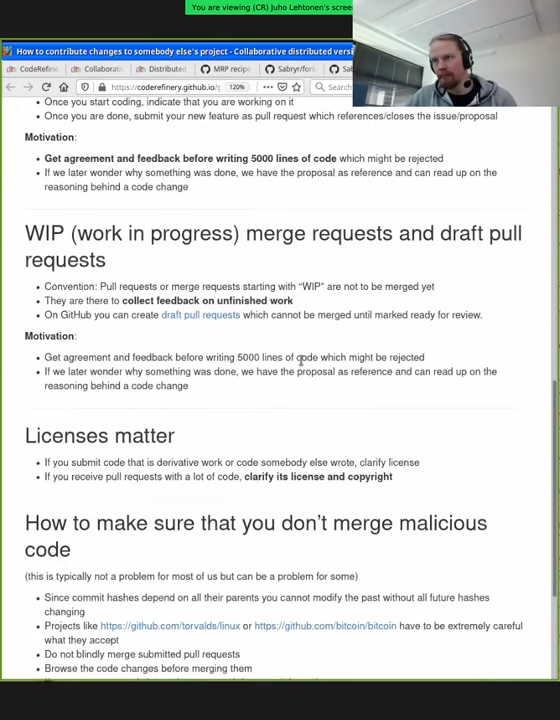 You are viewing (CR) Juho Lehtonen's scree
How to contribute changes to somebody else's project - Collaborative distributed versi
CodeRefine
Collaborati
Distributed
MRP recipe
Sabryr/fork
Sab
https://coderefinery.github.io/g
120%
Search
Once you start coding, indicate that you are working on it
Once you are done, submit your new feature as pull request which references/closes the issue/proposal
Motivation:
Get agreement and feedback before writing 5000 lines of code which might be rejected
If we later wonder why something was done, we have the proposal as reference and can read up on the
reasoning behind a code change
WIP (work in progress) merge requests and draft pull
requests
Convention: Pull requests or merge requests starting with “WIP” are not to be merged yet
They are there to collect feedback on unfinished work
On GitHub you can create draft pull requests which cannot be merged until marked ready for review.
Motivation:
Get agreement and feedback before writing 5000 lines of code which might be rejected
If we later wonder why something was done, we have the proposal as reference and can read up on the
reasoning behind a code change
Licenses matter
If you submit code that is derivative work or code somebody else wrote, clarify license
If you receive pull requests with a lot of code, clarify its license and copyright
How to make sure that you don’t merge malicious
code
(this is typically not a problem for most of us but can be a problem for some)
Since commit hashes depend on all their parents you cannot modify the past without all future hashes
changing
Projects like https://github.com/torvalds/linux or https://github.com/bitcoin/bitcoin have to be extremely careful
what they accept
Do not blindly merge submitted pull requests
Browse the code changes before merging them